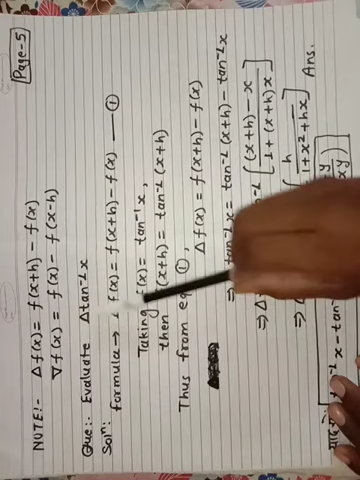 Page-5
NOTE:- Δf(x) = f(x+h) - f(x)
∇f(x) = f(x) - f(x-h)
Que:- Evaluate Δtan⁻¹x
Solⁿ: formula→ f(x) = f(x+h) - f(x) —— ①
Taking f(x) = tan⁻¹x,
then f(x+h) = tan⁻¹(x+h)
Thus from eq ①,
Δf(x) = f(x+h) - f(x)
⇒ tan⁻¹x = tan⁻¹(x+h) - tan⁻¹x
⇒ Δ [(x+h) - x / 1 + (x+h)x]
⇒ [h / 1+x²+hx] Ans.
x - tan